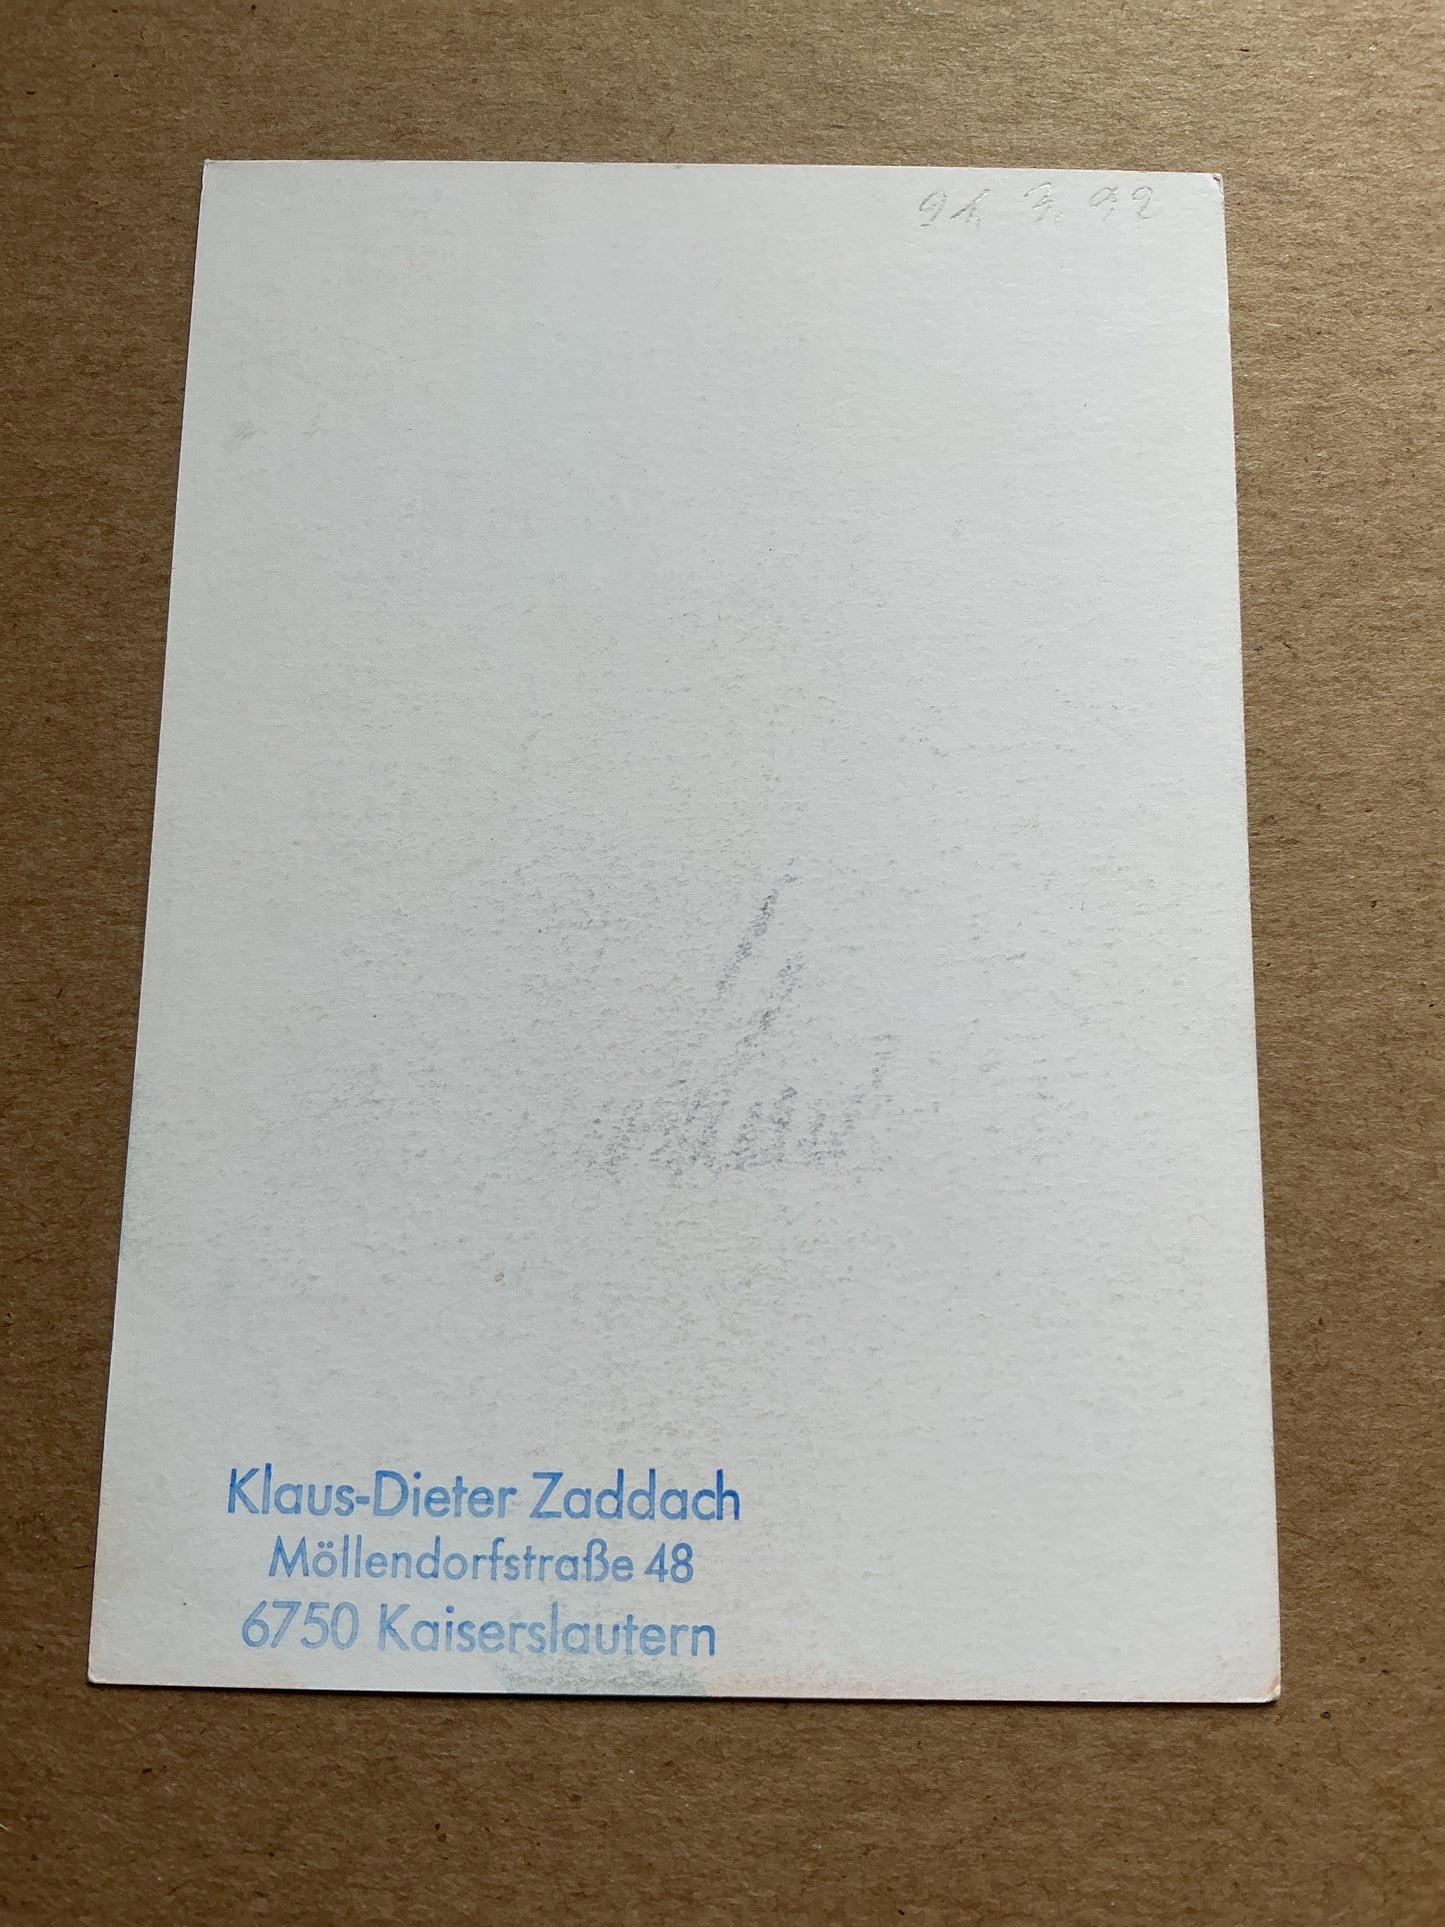 Klaus-Dieter Zaddach
Möllendorfstraße 48
6750 Kaiserslautern